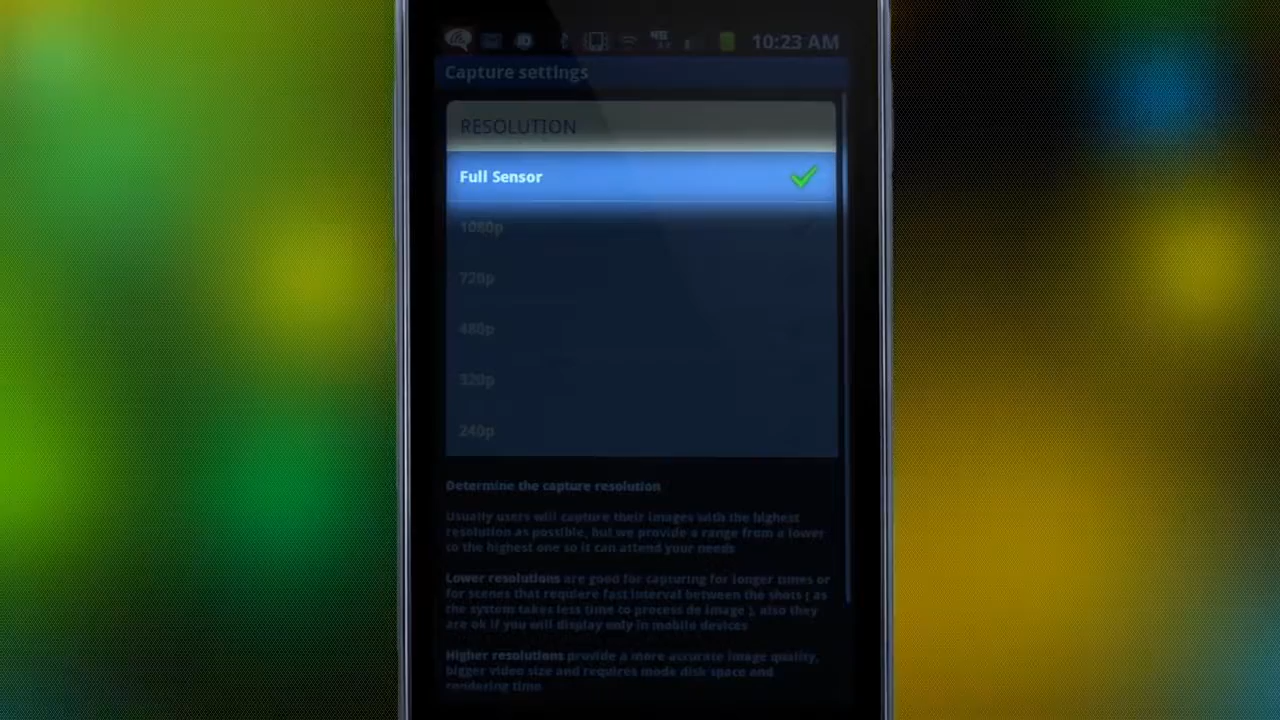 10:23 AM
Capture settings
RESOLUTION
Full Sensor
1080p
720p
480p
320p
240p
Determine the capture resolution
Usually users will capture their images with the highest
resolution as possible, but we provide a range from a lower
to the highest one so it can attend your needs
Lower resolutions are good for capturing for longer times or
for scenes that requiere fast interval between the shots ( as
the system takes less time to process de image ), also they
are ok if you will display only in mobile devices
Higher resolutions provide a more accurate image quality,
bigger video size and requires mode disk space and
rendering time